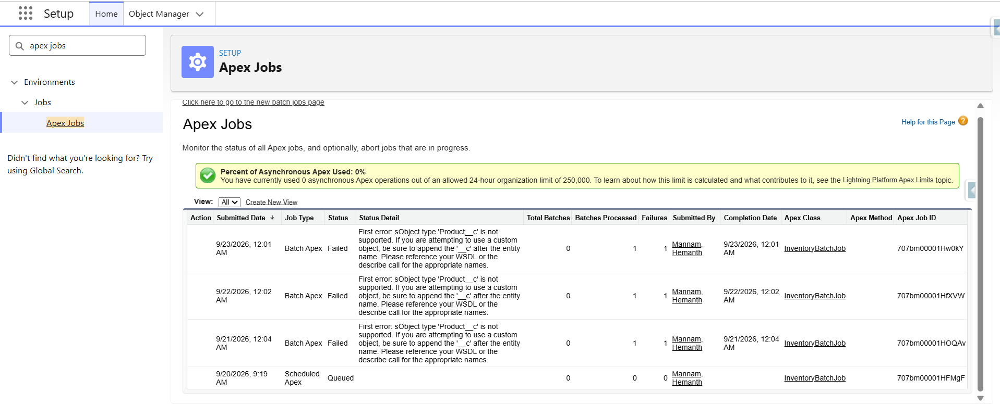 Setup
Home
Object Manager
apex jobs
Environments
Jobs
Apex Jobs
Didn't find what you're looking for? Try
using Global Search.
SETUP
Apex Jobs
Click here to go to the new batch jobs page
Apex Jobs
Help for this Page ?
Monitor the status of all Apex jobs, and optionally, abort jobs that are in progress.
Percent of Asynchronous Apex Used: 0%
You have currently used 0 asynchronous Apex operations out of an allowed 24-hour organization limit of 250,000. To learn about how this limit is calculated and what contributes to it, see the Lightning Platform Apex Limits topic.
View: All Create New View
Action Submitted Date Job Type Status Status Detail Total Batches Batches Processed Failures Submitted By Completion Date Apex Class Apex Method Apex Job ID
9/23/2026, 12:01
AM
Batch Apex Failed
First error: sObject type 'Product__c' is not
supported. If you are attempting to use a custom
object, be sure to append the '__c' after the entity
name. Please reference your WSDL or the
describe call for the appropriate names.
0 1 1
Mannam,
Hemanth
9/23/2026, 12:01
AM
InventoryBatchJob 707bm00001Hw0kY
9/22/2026, 12:02
AM
Batch Apex Failed
First error: sObject type 'Product__c' is not
supported. If you are attempting to use a custom
object, be sure to append the '__c' after the entity
name. Please reference your WSDL or the
describe call for the appropriate names.
0 1 1
Mannam,
Hemanth
9/22/2026, 12:02
AM
InventoryBatchJob 707bm00001HfXVW
9/21/2026, 12:04
AM
Batch Apex Failed
First error: sObject type 'Product__c' is not
supported. If you are attempting to use a custom
object, be sure to append the '__c' after the entity
name. Please reference your WSDL or the
describe call for the appropriate names.
0 1 1
Mannam,
Hemanth
9/21/2026, 12:04
AM
InventoryBatchJob 707bm00001HOQAv
9/20/2026, 9:19
AM
Scheduled
Apex
Queued
0 0 0
Mannam,
Hemanth
InventoryBatchJob 707bm00001HFMgF